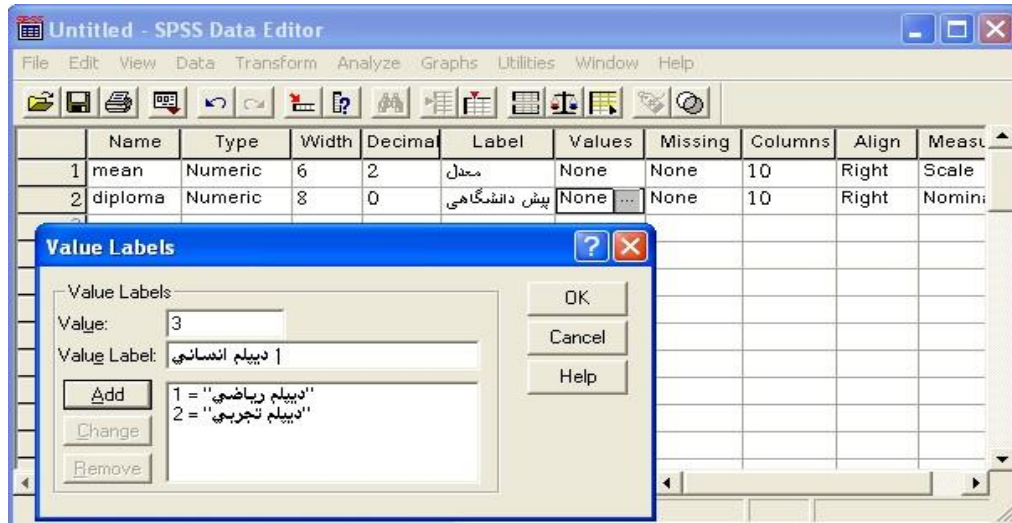 SPSS
Untitled - SPSS Data Editor
File Edit View Data Transform Analyze Graphs Utilities Window Help
Name Type Width Decimal Label Values Missing Columns Align Measu
1 mean Numeric 6 2 معدل None None 10 Right Scale
2 diploma Numeric 8 0 پیش دانشگاهی None ... None 10 Right Nomin
Value Labels
Value Labels
Value: 3
Value Label: دیپلم انسانی
Add
Change
Remove
1 = "دیپلم ریاضی"
2 = "دیپلم تجربی"
OK
Cancel
Help